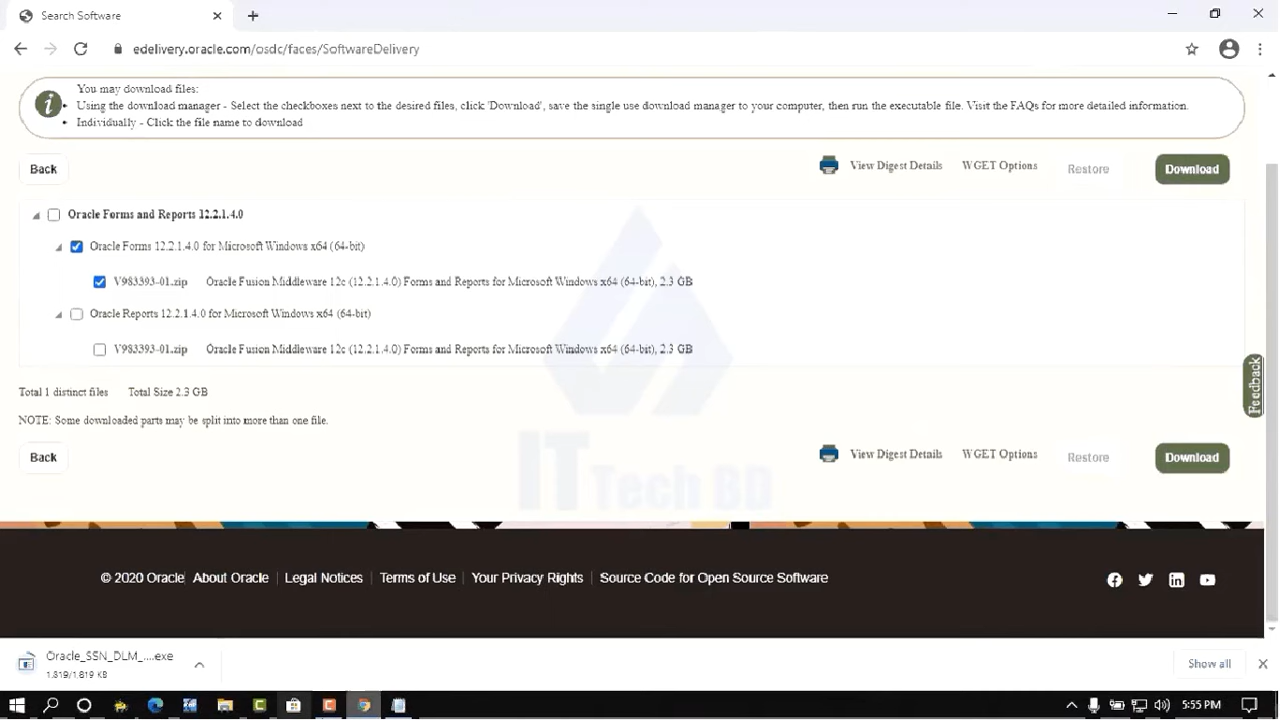 Search Software
edelivery.oracle.com/osdc/faces/SoftwareDelivery
You may download files:
Using the download manager - Select the checkboxes next to the desired files, click 'Download', save the single use download manager to your computer, then run the executable file. Visit the FAQs for more detailed information.
Individually - Click the file name to download
Back View Digest Details WGET Options Restore Download
Oracle Forms and Reports 12.2.1.4.0
Oracle Forms 12.2.1.4.0 for Microsoft Windows x64 (64-bit)
V983393-01.zip Oracle Fusion Middleware 12c (12.2.1.4.0) Forms and Reports for Microsoft Windows x64 (64-bit), 2.3 GB
Oracle Reports 12.2.1.4.0 for Microsoft Windows x64 (64-bit)
V983393-01.zip Oracle Fusion Middleware 12c (12.2.1.4.0) Forms and Reports for Microsoft Windows x64 (64-bit), 2.3 GB
Feedback
Total 1 distinct files Total Size 2.3 GB
NOTE: Some downloaded parts may be split into more than one file.
Back View Digest Details WGET Options Restore Download
IT Tech BD
© 2020 Oracle | About Oracle | Legal Notices | Terms of Use | Your Privacy Rights | Source Code for Open Source Software
Oracle_SSN_DLM_....exe
1,819/1,819 KB
Show all
5:55 PM